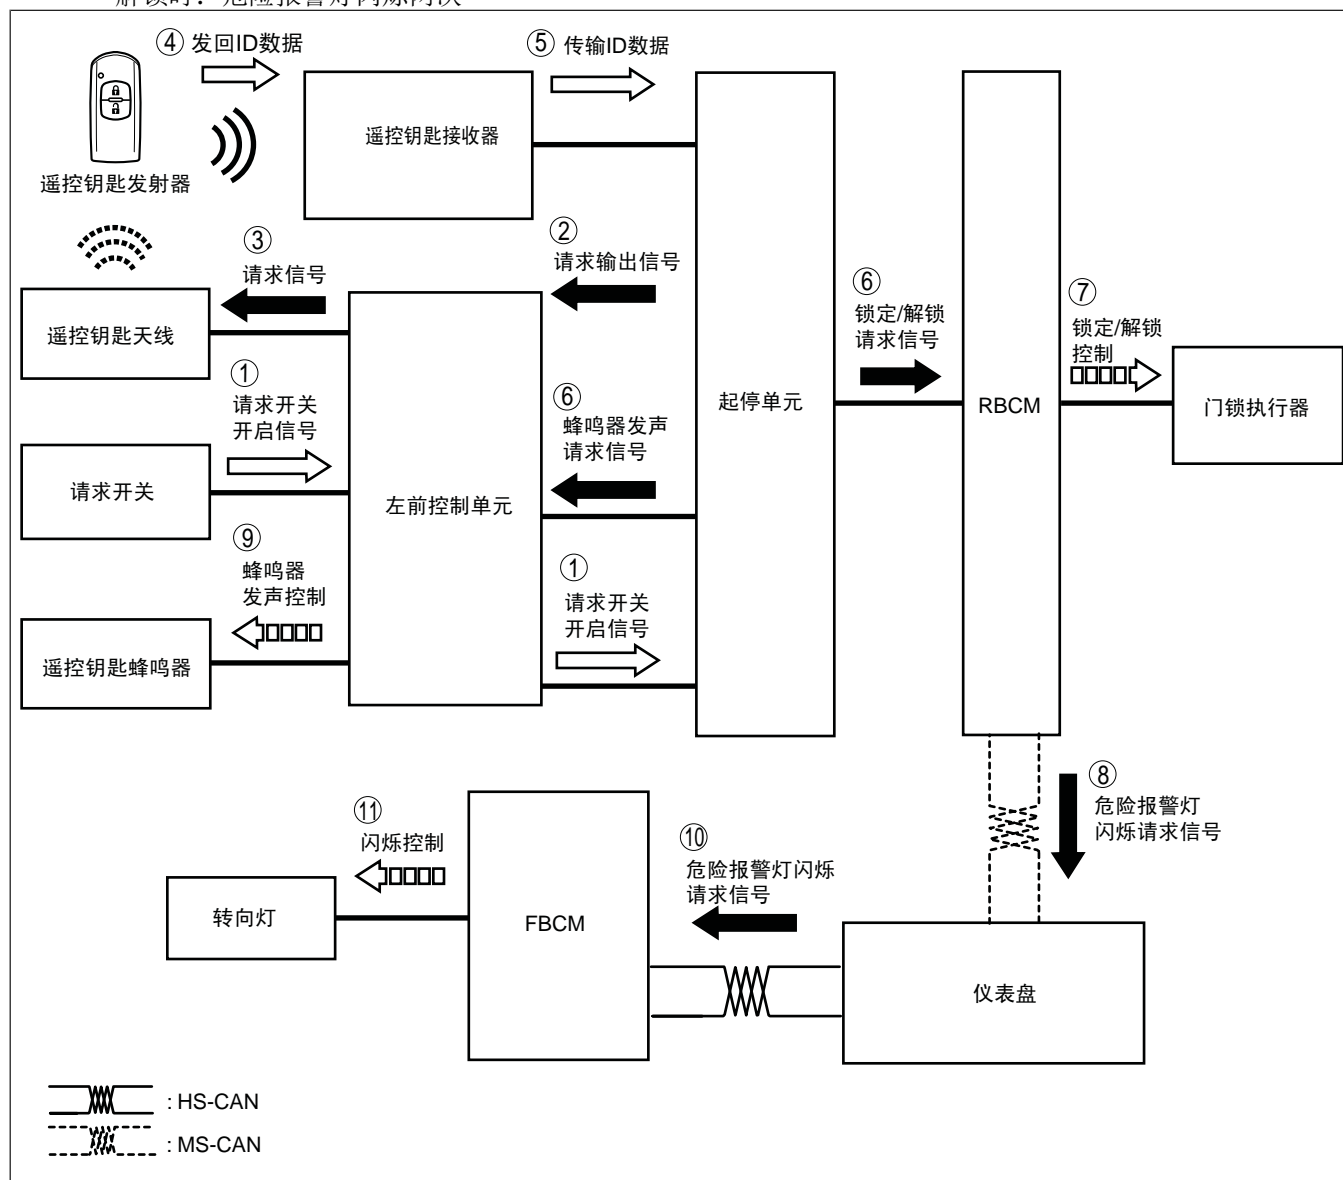 解锁时：危险报警灯闪烁两次
④ 发回ID数据
⑤ 传输ID数据
遥控钥匙接收器
遥控钥匙发射器
③
请求信号
②
请求输出信号
⑥
锁定/解锁
请求信号
⑦
锁定/解锁
控制
遥控钥匙天线
①
请求开关
开启信号
⑥
蜂鸣器发声
请求信号
起停单元
RBCM
门锁执行器
请求开关
左前控制单元
⑨
蜂鸣器
发声控制
①
请求开关
开启信号
遥控钥匙蜂鸣器
⑧
危险报警灯
闪烁请求信号
⑪
闪烁控制
⑩
危险报警灯闪烁
请求信号
转向灯
FBCM
仪表盘
: HS-CAN
: MS-CAN